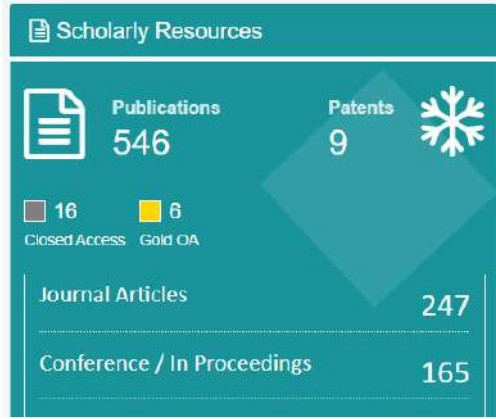 Scholarly Resources
Publications
546
Patents
9
16
Closed Access
6
Gold OA
Journal Articles
247
Conference / In Proceedings
165